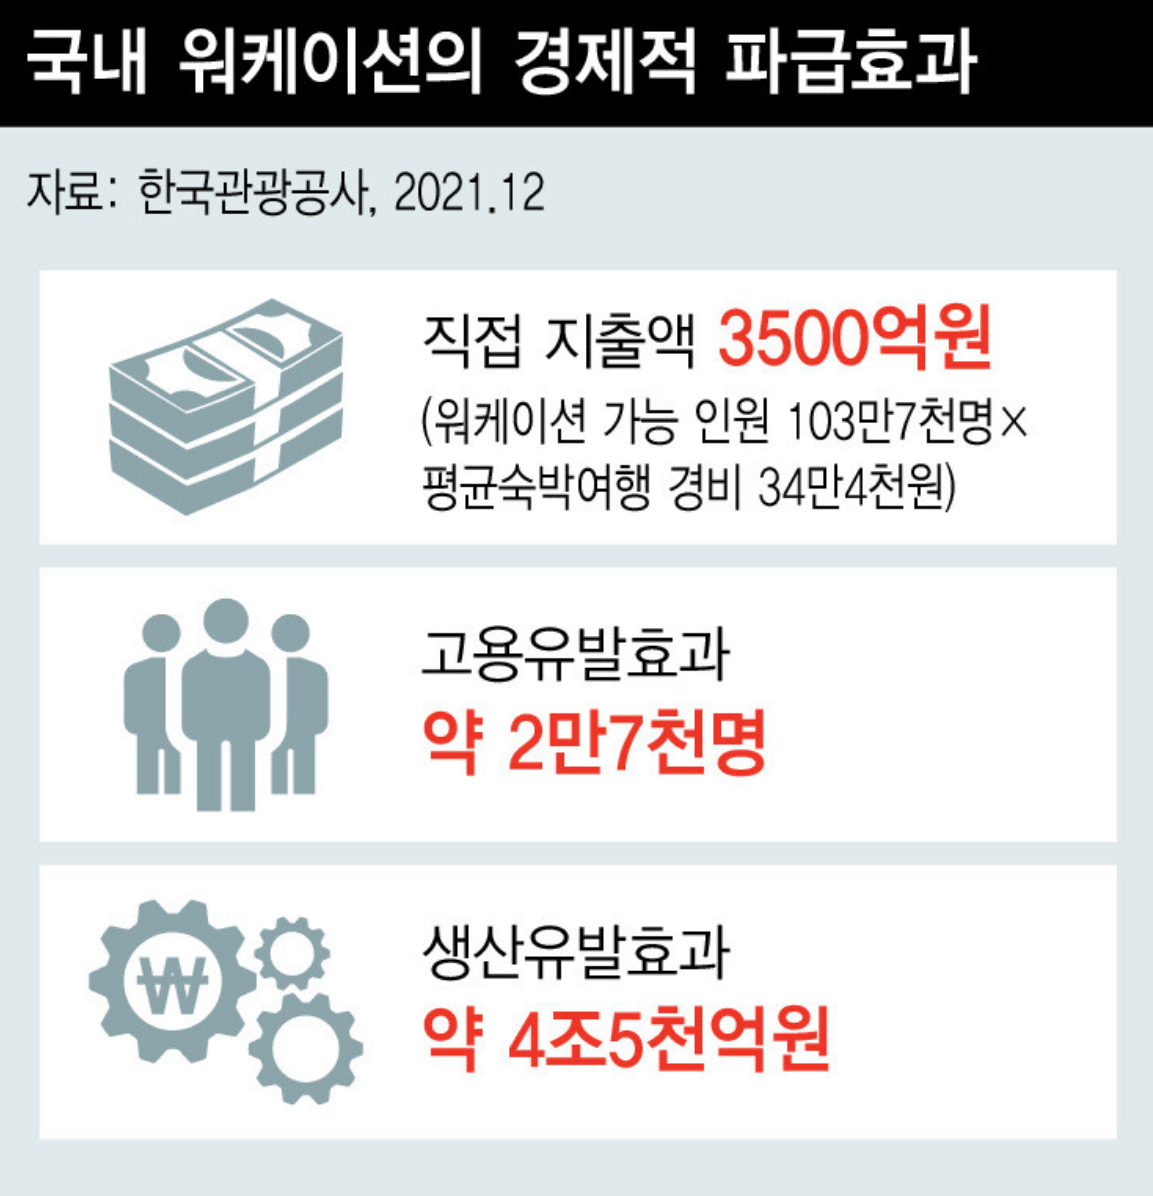 국내 워케이션의 경제적 파급효과
자료: 한국관광공사, 2021.12
직접 지출액 3500억원
(워케이션 가능 인원 103만7천명×
평균숙박여행 경비 34만4천원)
고용유발효과
약 2만7천명
₩
생산유발효과
약 4조5천억원